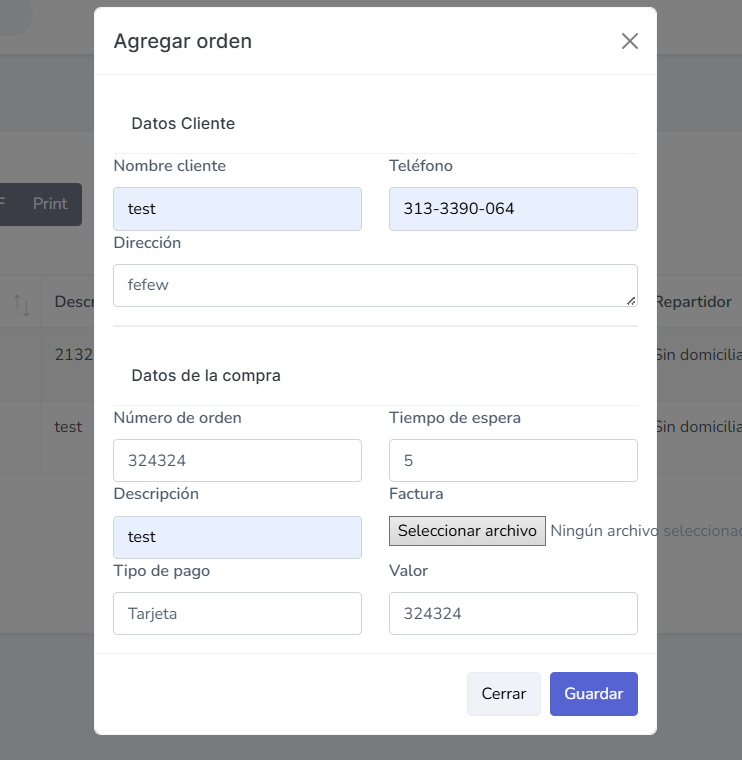 Agregar orden
Datos Cliente
Nombre cliente Teléfono
test 313-3390-064
Print
Dirección
fefew
Descr Repartidor
2132 Sin domicilia
Datos de la compra
Número de orden Tiempo de espera
test Sin domicilia
324324 5
Descripción Factura
test Seleccionar archivo Ningún archivo seleccionad
Tipo de pago Valor
Tarjeta 324324
Cerrar Guardar